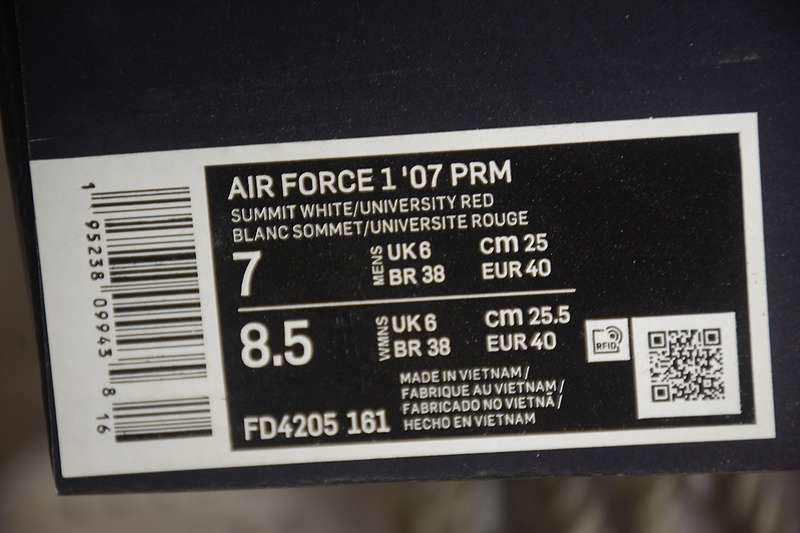 AIR FORCE 1 '07 PRM
SUMMIT WHITE/UNIVERSITY RED
BLANC SOMMET/UNIVERSITE ROUGE
7 MENS UK 6 cm 25
BR 38 EUR 40
8.5 WMNS UK 6 cm 25.5
BR 38 EUR 40
RFID
MADE IN VIETNAM /
FABRIQUE AU VIETNAM /
FABRICADO NO VIETNÃ /
HECHO EN VIETNAM
FD4205 161
1 95238 09943 8 16